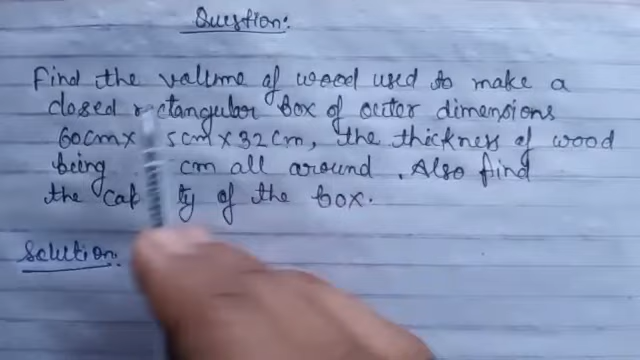 Question:
Find the volume of wood used to make a
closed rectangular box of outer dimensions
60cm x 5cm x 32cm, the thickness of wood
being cm all around. Also find
the of the box.
Solution: